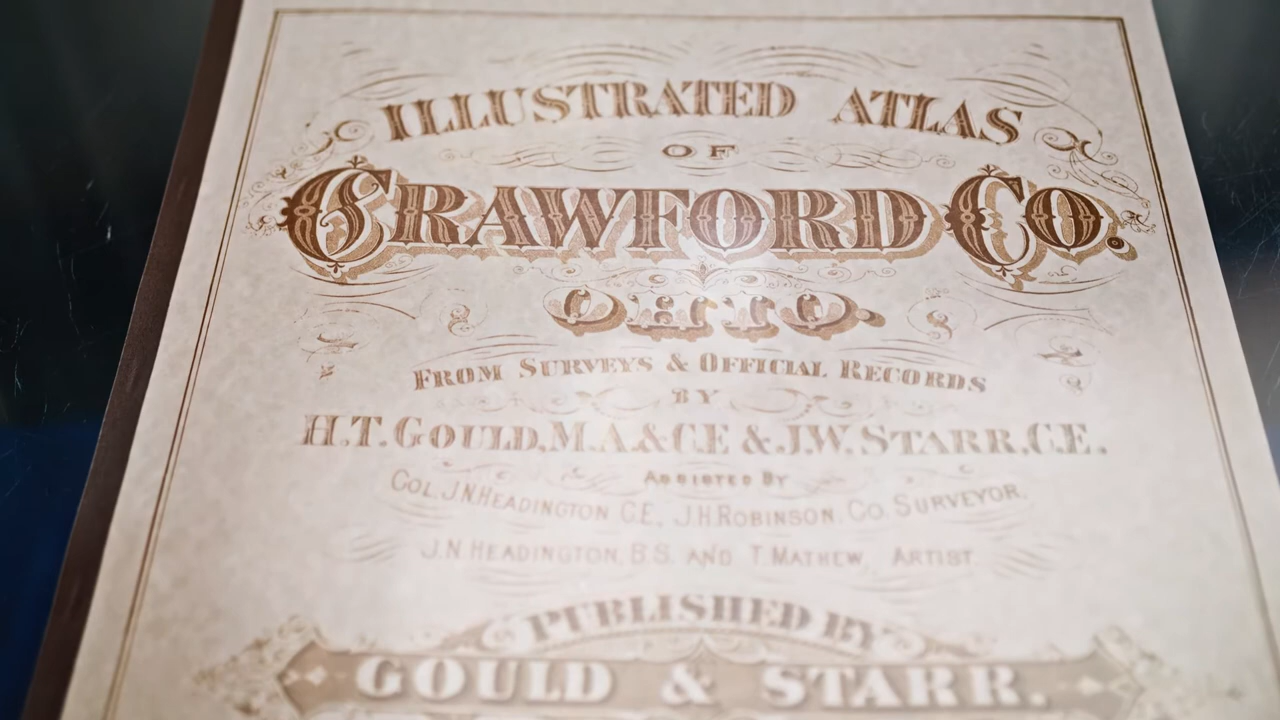 ILLUSTRATED ATLAS
OF
CRAWFORD CO.
OHIO.
FROM SURVEYS & OFFICIAL RECORDS
BY
H.T. GOULD, M.A. & C.E & J.W. STARR, C.E.
ASSISTED BY
COL. J.N. HEADINGTON C.E., J.H. ROBINSON. CO. SURVEYOR,
J.N. HEADINGTON, B.S. AND T. MATHEW, ARTIST.
PUBLISHED BY
GOULD & STARR.